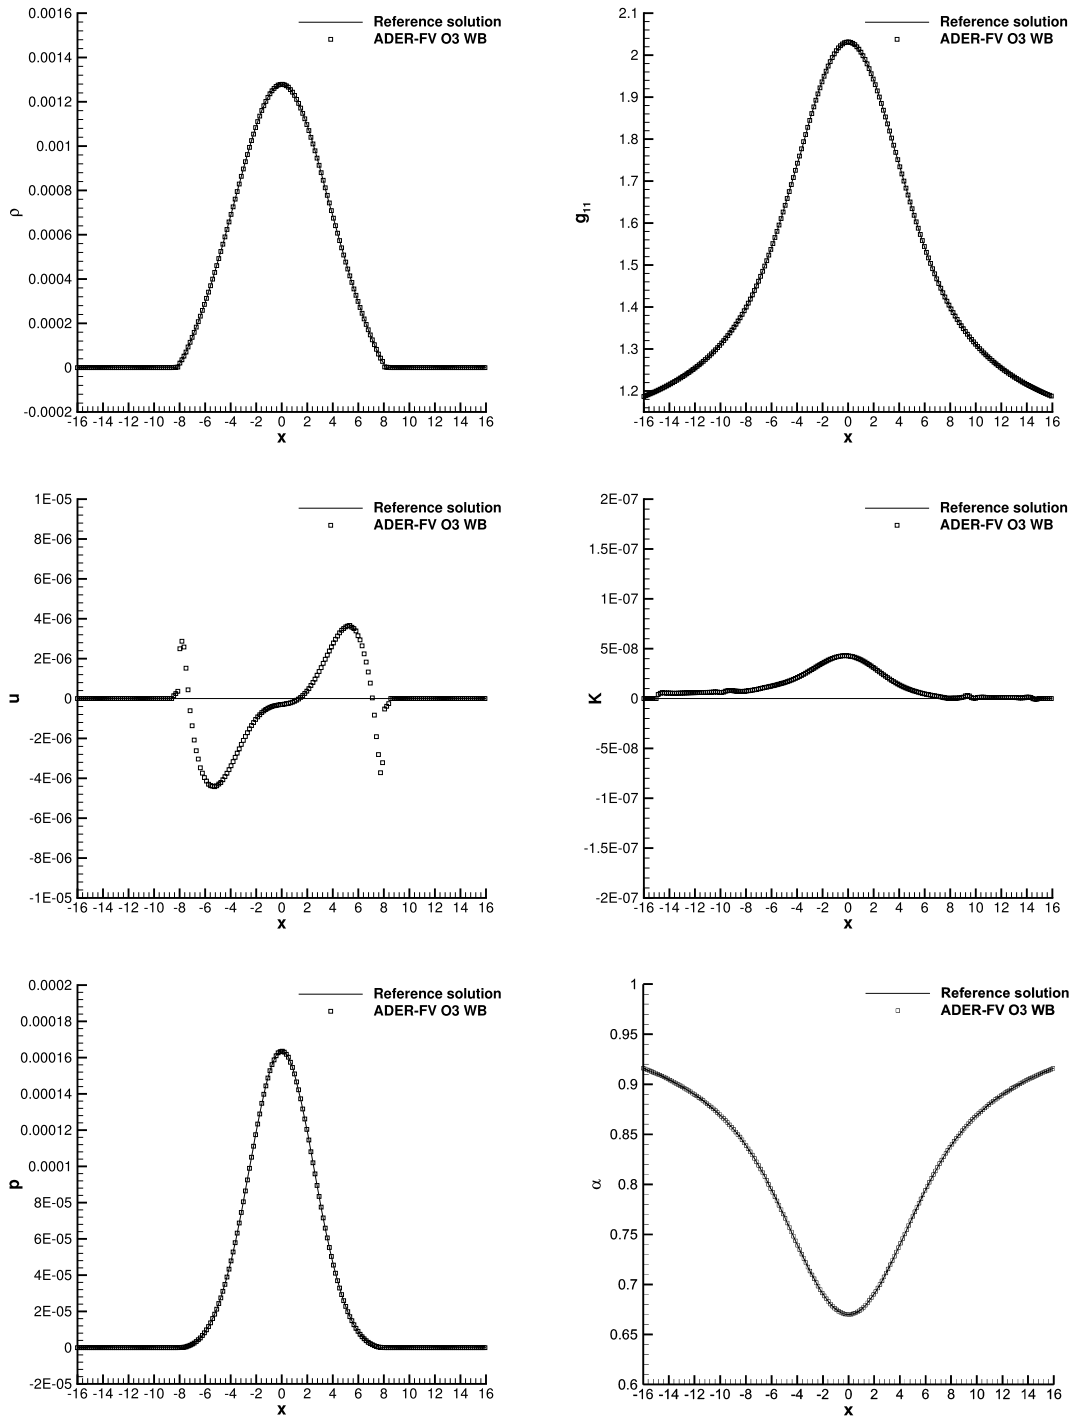 0.0016
0.0014
0.0012
0.001
0.0008
0.0006
0.0004
0.0002
0
-0.0002
ρ
-16 -14 -12 -10 -8 -6 -4 -2 0 2 4 6 8 10 12 14 16
x
Reference solution
ADER-FV O3 WB
2.1
2
1.9
1.8
1.7
1.6
1.5
1.4
1.3
1.2
g11
-16 -14 -12 -10 -8 -6 -4 -2 0 2 4 6 8 10 12 14 16
x
Reference solution
ADER-FV O3 WB
1E-05
8E-06
6E-06
4E-06
2E-06
0
-2E-06
-4E-06
-6E-06
-8E-06
-1E-05
u
-16 -14 -12 -10 -8 -6 -4 -2 0 2 4 6 8 10 12 14 16
x
Reference solution
ADER-FV O3 WB
2E-07
1.5E-07
1E-07
5E-08
0
-5E-08
-1E-07
-1.5E-07
-2E-07
K
-16 -14 -12 -10 -8 -6 -4 -2 0 2 4 6 8 10 12 14 16
x
Reference solution
ADER-FV O3 WB
0.0002
0.00018
0.00016
0.00014
0.00012
0.0001
8E-05
6E-05
4E-05
2E-05
0
-2E-05
p
-16 -14 -12 -10 -8 -6 -4 -2 0 2 4 6 8 10 12 14 16
x
Reference solution
ADER-FV O3 WB
1
0.95
0.9
0.85
0.8
0.75
0.7
0.65
0.6
α
-16 -14 -12 -10 -8 -6 -4 -2 0 2 4 6 8 10 12 14 16
x
Reference solution
ADER-FV O3 WB